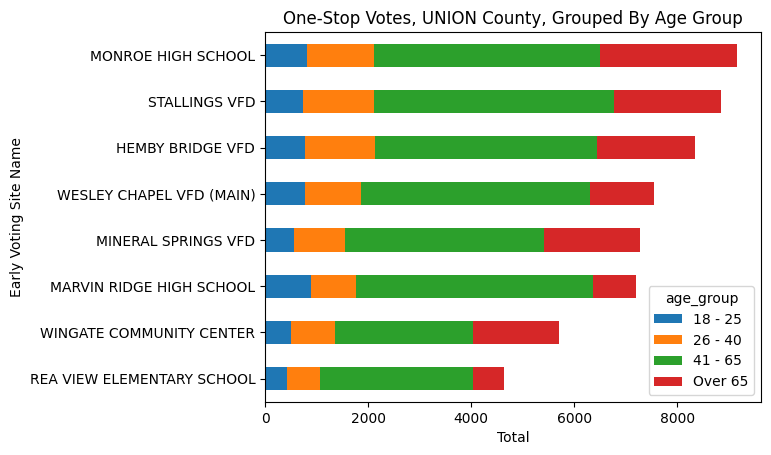 One-Stop Votes, UNION County, Grouped By Age Group
Early Voting Site Name
MONROE HIGH SCHOOL
STALLINGS VFD
HEMBY BRIDGE VFD
WESLEY CHAPEL VFD (MAIN)
MINERAL SPRINGS VFD
MARVIN RIDGE HIGH SCHOOL
WINGATE COMMUNITY CENTER
REA VIEW ELEMENTARY SCHOOL
age_group
18 - 25
26 - 40
41 - 65
Over 65
0 2000 4000 6000 8000
Total